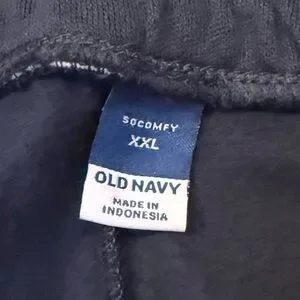 SOCOMFY
XXL
OLD NAVY
MADE IN
INDONESIA